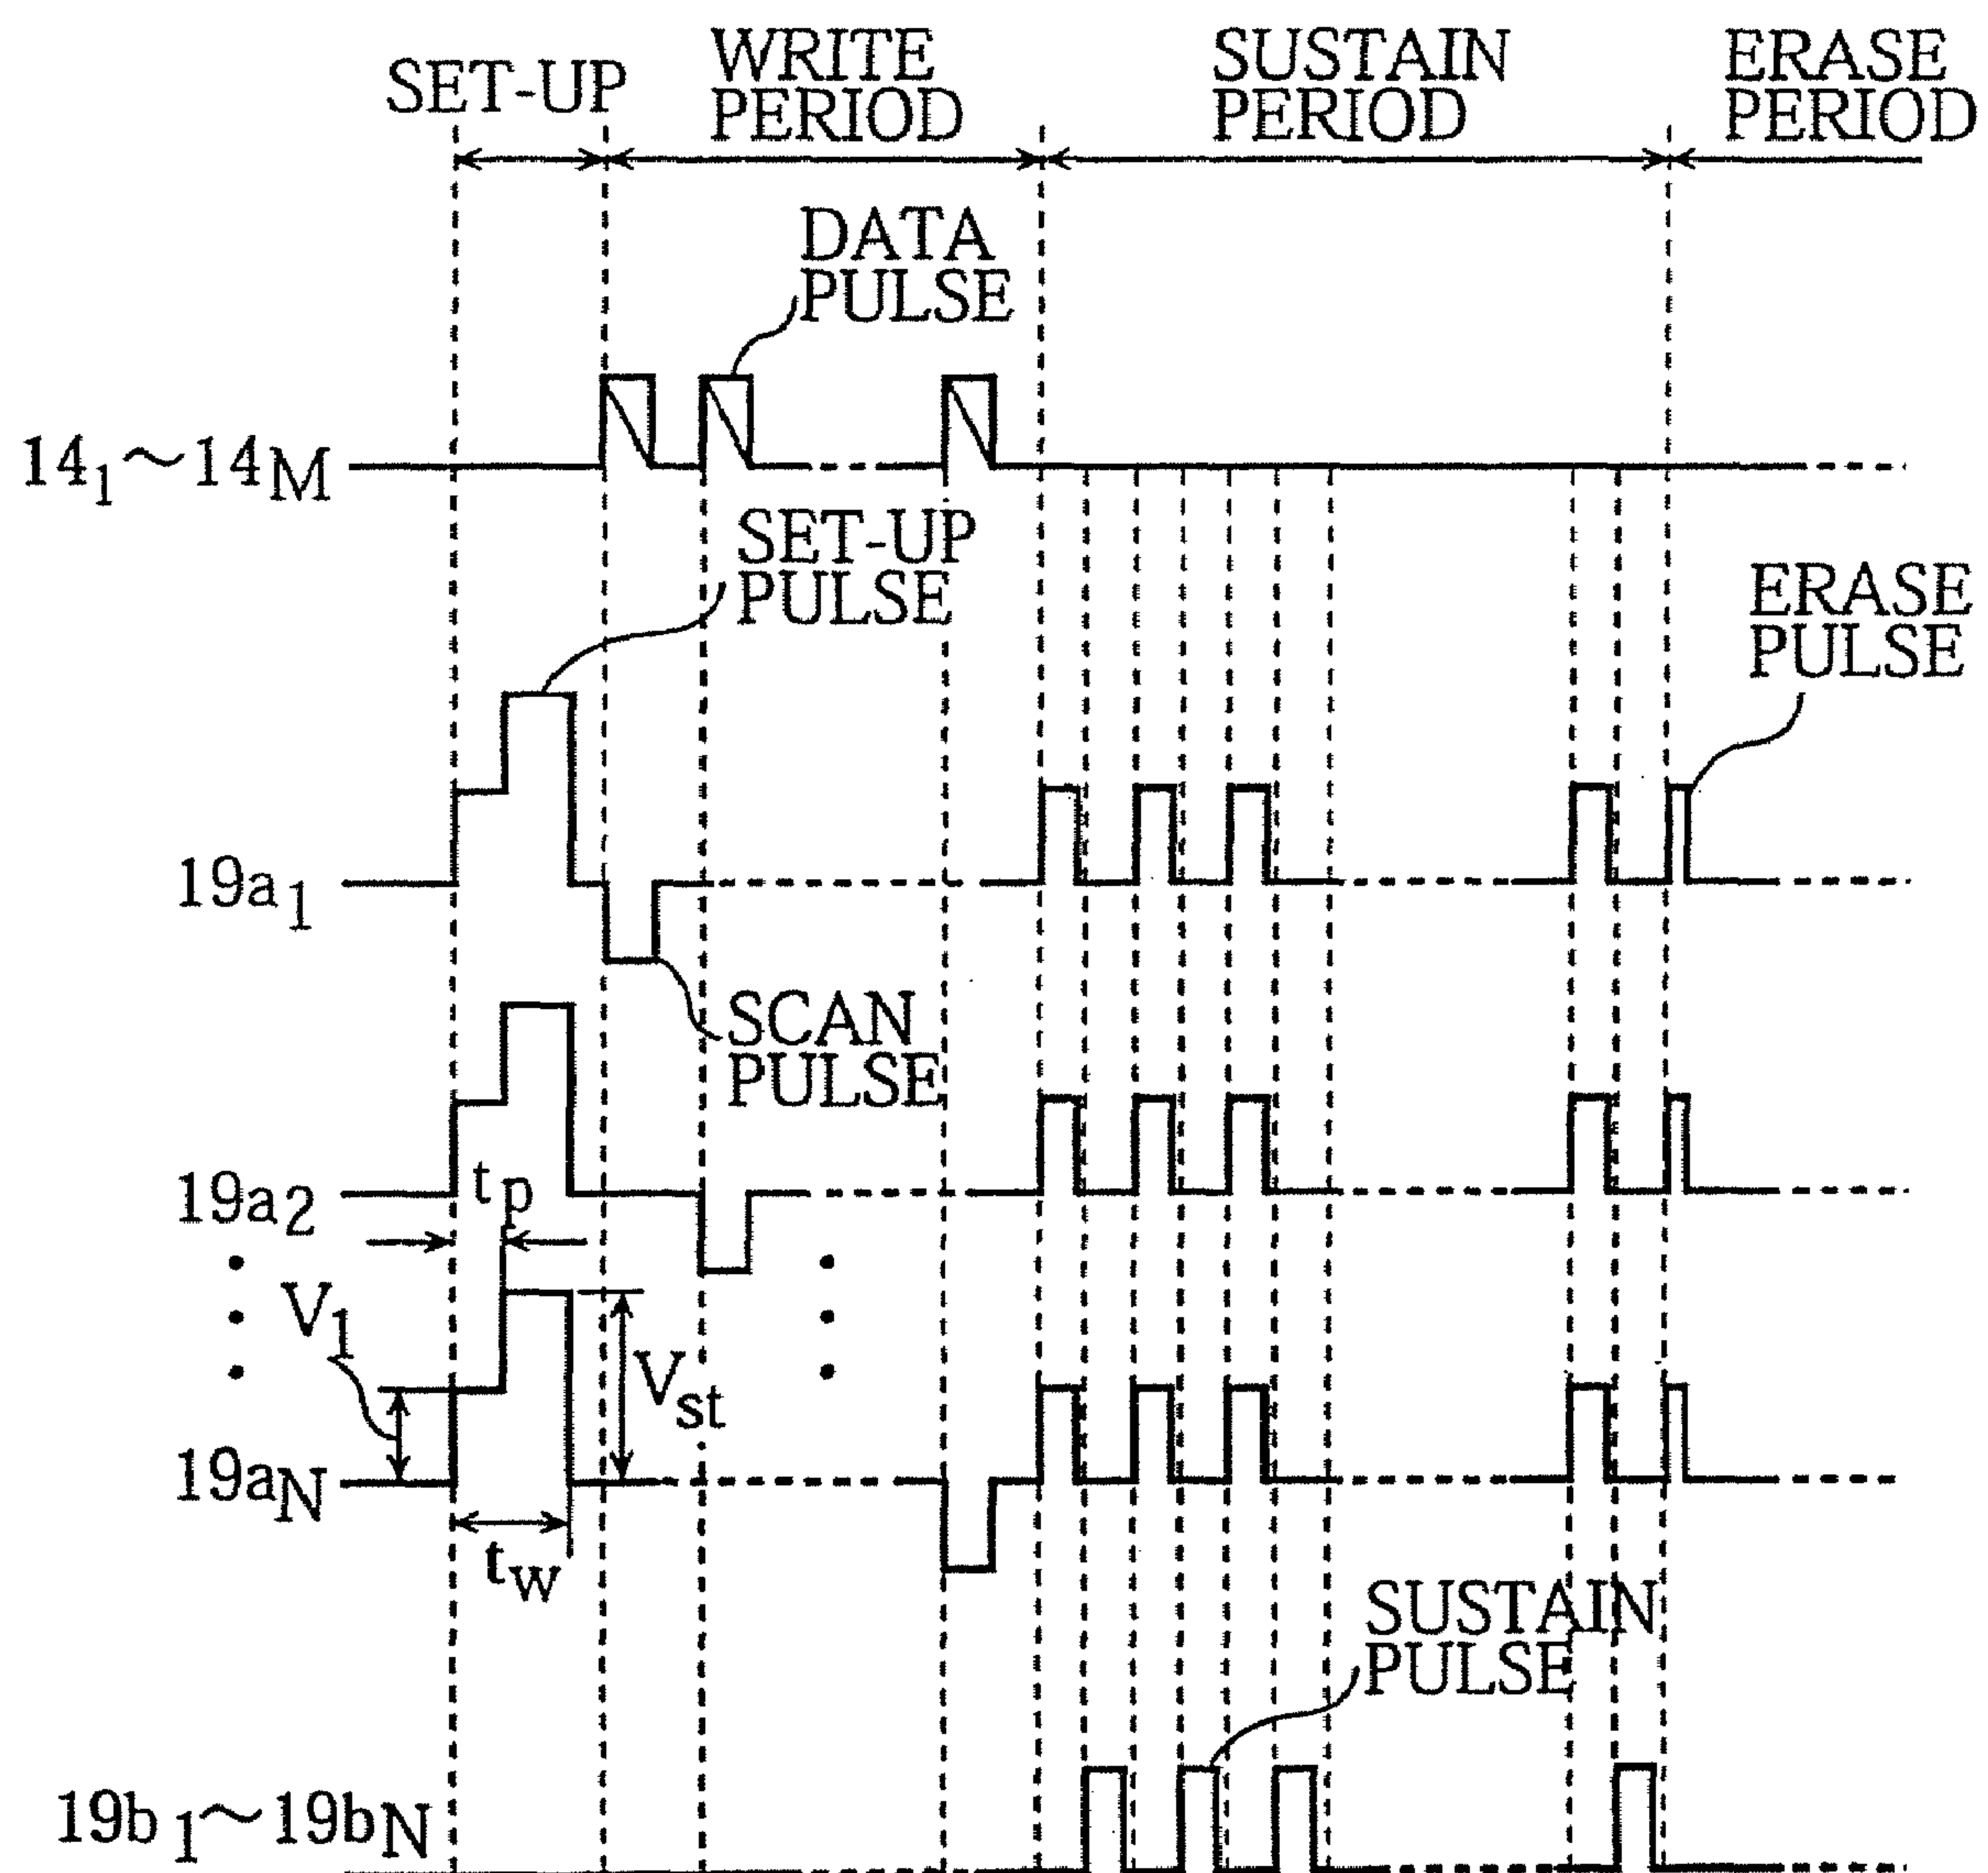 SET-UP
WRITE
PERIOD
SUSTAIN
PERIOD
ERASE
PERIOD
DATA
PULSE
14₁~14M
SET-UP
PULSE
ERASE
PULSE
19a₁
SCAN
PULSE
19a₂
tp
V₁
Vst
19aN
tw
SUSTAIN
PULSE
19b₁~19bN